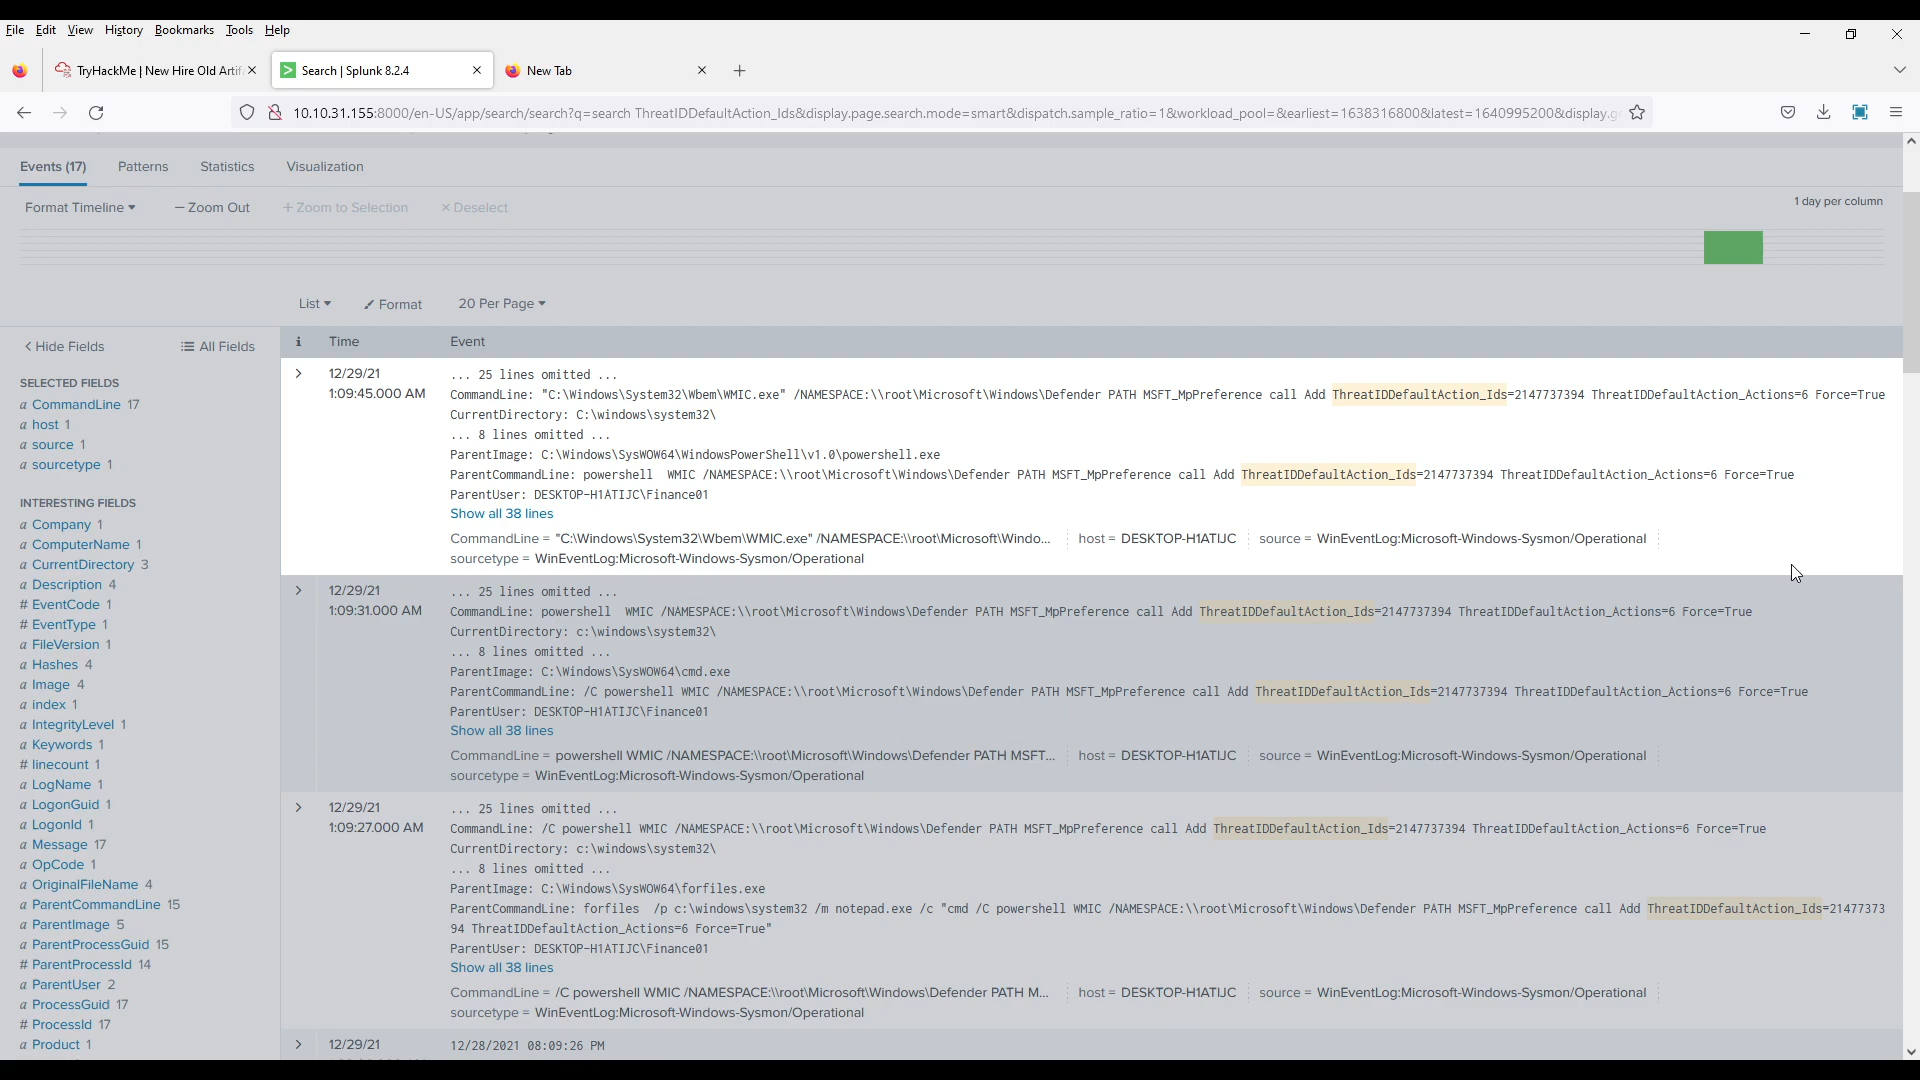 File Edit View History Bookmarks Tools Help
TryHackMe | New Hire Old Artif
Search | Splunk 8.2.4
New Tab
10.10.31.155:8000/en-US/app/search/search?q=search ThreatIDDefaultAction_Ids&display.page.search.mode=smart&dispatch.sample_ratio=1&workload_pool=&earliest=1638316800&latest=1640995200&display.g
Events (17) Patterns Statistics Visualization
Format Timeline — Zoom Out + Zoom to Selection × Deselect 1 day per column
List Format 20 Per Page
< Hide Fields All Fields
SELECTED FIELDS
a CommandLine 17
a host 1
a source 1
a sourcetype 1
INTERESTING FIELDS
a Company 1
a ComputerName 1
a CurrentDirectory 3
a Description 4
# EventCode 1
# EventType 1
a FileVersion 1
a Hashes 4
a Image 4
a index 1
a IntegrityLevel 1
a Keywords 1
# linecount 1
a LogName 1
a LogonGuid 1
a LogonId 1
a Message 17
a OpCode 1
a OriginalFileName 4
a ParentCommandLine 15
a ParentImage 5
a ParentProcessGuid 15
# ParentProcessId 14
a ParentUser 2
a ProcessGuid 17
# ProcessId 17
a Product 1
i Time Event
12/29/21
1:09:45.000 AM
... 25 lines omitted ...
CommandLine: "C:\Windows\System32\Wbem\WMIC.exe" /NAMESPACE:\\root\Microsoft\Windows\Defender PATH MSFT_MpPreference call Add ThreatIDDefaultAction_Ids=2147737394 ThreatIDDefaultAction_Actions=6 Force=True
CurrentDirectory: C:\windows\system32\
... 8 lines omitted ...
ParentImage: C:\Windows\SysWOW64\WindowsPowerShell\v1.0\powershell.exe
ParentCommandLine: powershell  WMIC /NAMESPACE:\\root\Microsoft\Windows\Defender PATH MSFT_MpPreference call Add ThreatIDDefaultAction_Ids=2147737394 ThreatIDDefaultAction_Actions=6 Force=True
ParentUser: DESKTOP-H1ATIJC\Finance01
Show all 38 lines
CommandLine = "C:\Windows\System32\Wbem\WMIC.exe" /NAMESPACE:\\root\Microsoft\Windo... host = DESKTOP-H1ATIJC source = WinEventLog:Microsoft-Windows-Sysmon/Operational
sourcetype = WinEventLog:Microsoft-Windows-Sysmon/Operational
12/29/21
1:09:31.000 AM
... 25 lines omitted ...
CommandLine: powershell  WMIC /NAMESPACE:\\root\Microsoft\Windows\Defender PATH MSFT_MpPreference call Add ThreatIDDefaultAction_Ids=2147737394 ThreatIDDefaultAction_Actions=6 Force=True
CurrentDirectory: c:\windows\system32\
... 8 lines omitted ...
ParentImage: C:\Windows\SysWOW64\cmd.exe
ParentCommandLine: /C powershell WMIC /NAMESPACE:\\root\Microsoft\Windows\Defender PATH MSFT_MpPreference call Add ThreatIDDefaultAction_Ids=2147737394 ThreatIDDefaultAction_Actions=6 Force=True
ParentUser: DESKTOP-H1ATIJC\Finance01
Show all 38 lines
CommandLine = powershell WMIC /NAMESPACE:\\root\Microsoft\Windows\Defender PATH MSFT... host = DESKTOP-H1ATIJC source = WinEventLog:Microsoft-Windows-Sysmon/Operational
sourcetype = WinEventLog:Microsoft-Windows-Sysmon/Operational
12/29/21
1:09:27.000 AM
... 25 lines omitted ...
CommandLine: /C powershell WMIC /NAMESPACE:\\root\Microsoft\Windows\Defender PATH MSFT_MpPreference call Add ThreatIDDefaultAction_Ids=2147737394 ThreatIDDefaultAction_Actions=6 Force=True
CurrentDirectory: c:\windows\system32\
... 8 lines omitted ...
ParentImage: C:\Windows\SysWOW64\forfiles.exe
ParentCommandLine: forfiles  /p c:\windows\system32 /m notepad.exe /c "cmd /C powershell WMIC /NAMESPACE:\\root\Microsoft\Windows\Defender PATH MSFT_MpPreference call Add ThreatIDDefaultAction_Ids=21477373
94 ThreatIDDefaultAction_Actions=6 Force=True"
ParentUser: DESKTOP-H1ATIJC\Finance01
Show all 38 lines
CommandLine = /C powershell WMIC /NAMESPACE:\\root\Microsoft\Windows\Defender PATH M... host = DESKTOP-H1ATIJC source = WinEventLog:Microsoft-Windows-Sysmon/Operational
sourcetype = WinEventLog:Microsoft-Windows-Sysmon/Operational
12/29/21 12/28/2021 08:09:26 PM